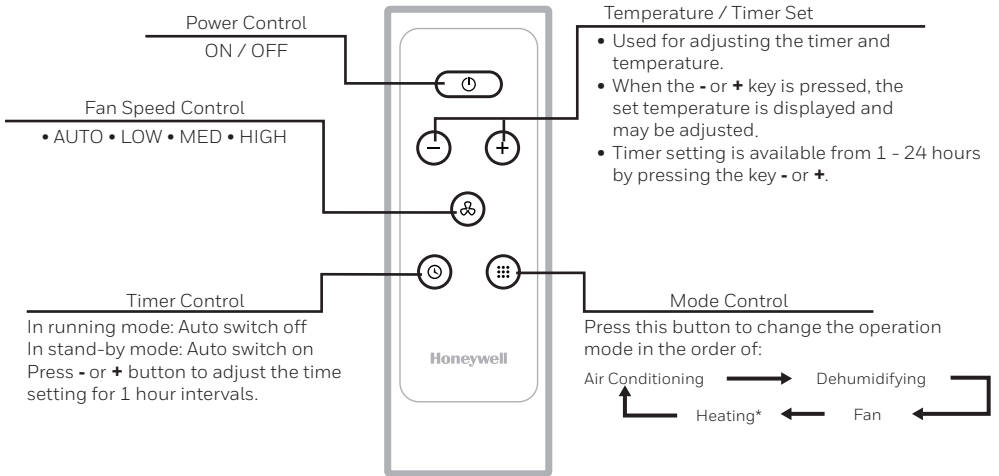 Power Control
ON / OFF
Fan Speed Control
• AUTO • LOW • MED • HIGH
Temperature / Timer Set
• Used for adjusting the timer and
temperature.
• When the - or + key is pressed, the
set temperature is displayed and
may be adjusted.
• Timer setting is available from 1 - 24 hours
by pressing the key - or +.
Timer Control
In running mode: Auto switch off
In stand-by mode: Auto switch on
Press - or + button to adjust the time
setting for 1 hour intervals.
Honeywell
Mode Control
Press this button to change the operation
mode in the order of:
Air Conditioning Dehumidifying
Heating* Fan